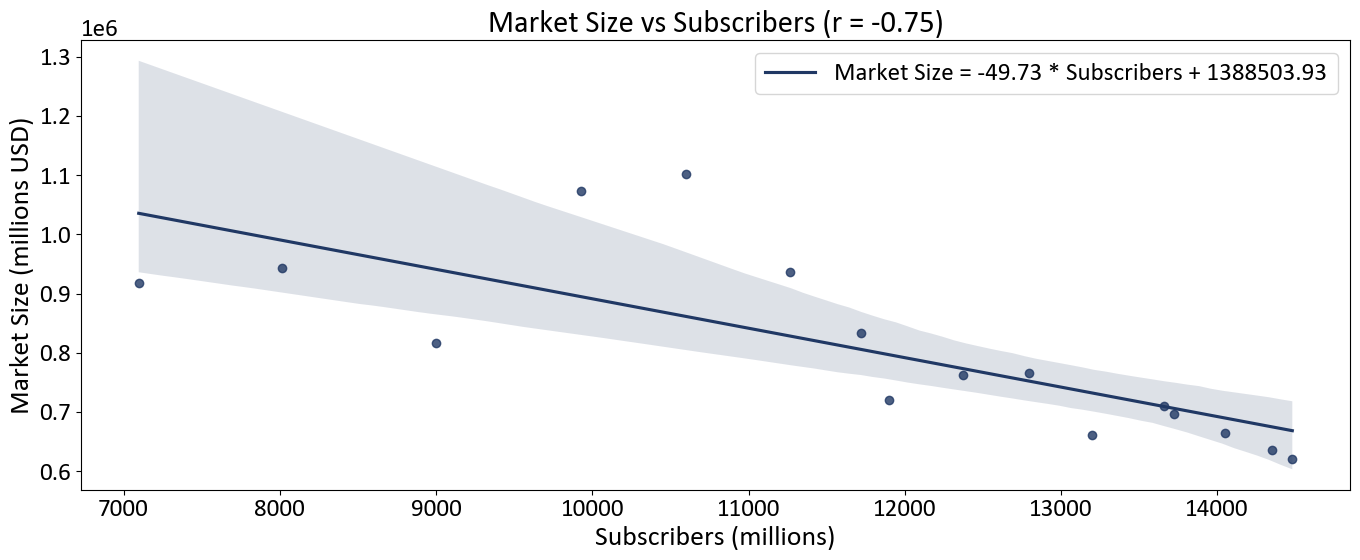 Market Size vs Subscribers (r = -0.75)
1e6
Market Size = -49.73 * Subscribers + 1388503.93
1.3
1.2
1.1
1.0
0.9
0.8
0.7
0.6
Market Size (millions USD)
7000 8000 9000 10000 11000 12000 13000 14000
Subscribers (millions)